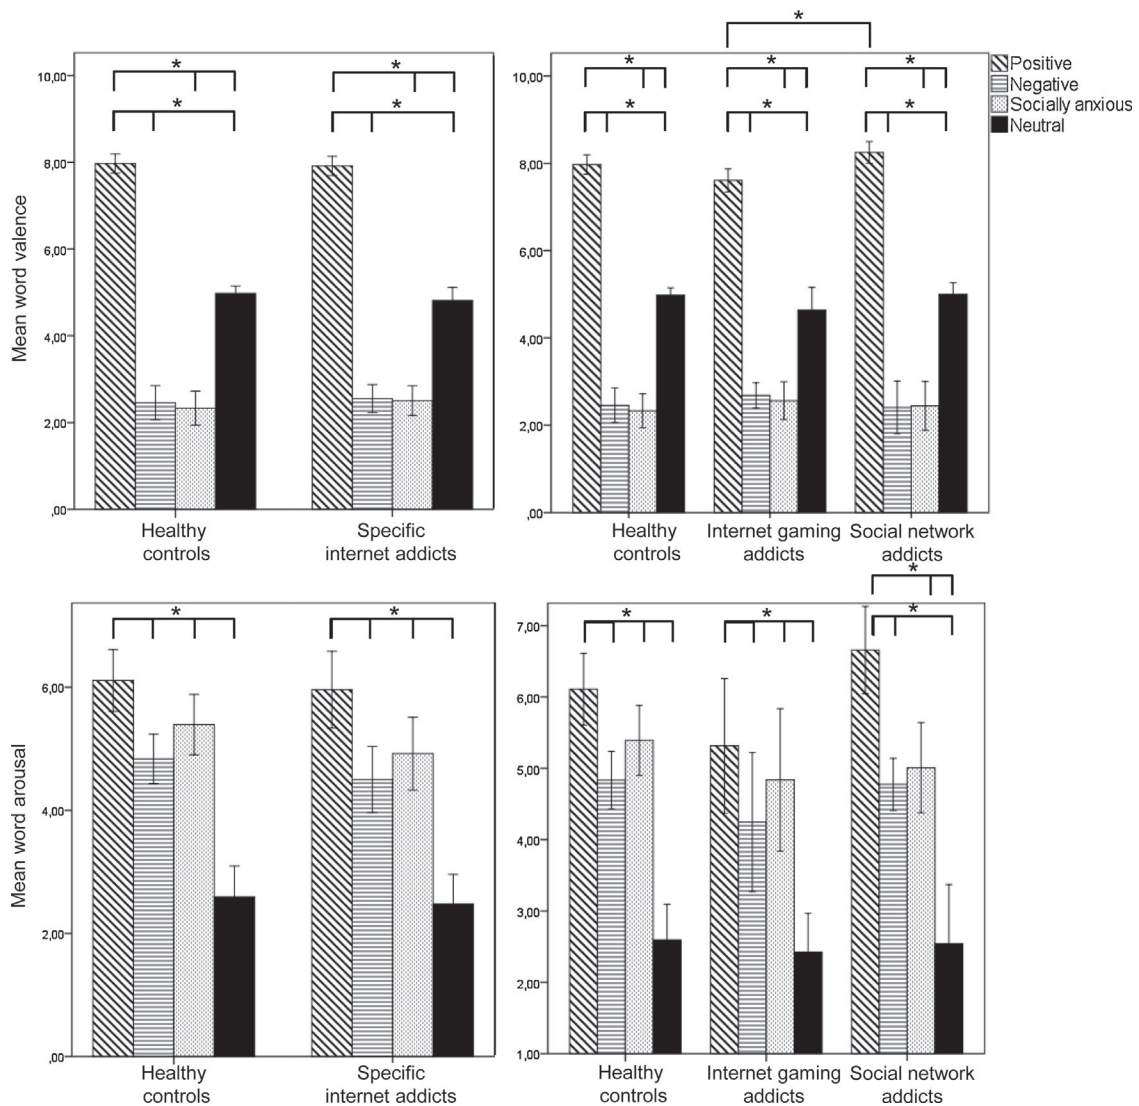 *
10,00
8,00
6,00
4,00
2,00
,00
Mean word valence
*
*
*
*
Healthy
controls
Specific
internet addicts
10,00
8,00
6,00
4,00
2,00
,00
*
*
*
*
*
*
Healthy
controls
Internet gaming
addicts
Social network
addicts
Positive
Negative
Socially anxious
Neutral
Mean word arousal
6,00
4,00
2,00
,00
*
*
Healthy
controls
Specific
internet addicts
7,00
6,00
5,00
4,00
3,00
2,00
1,00
*
*
*
*
Healthy
controls
Internet gaming
addicts
Social network
addicts